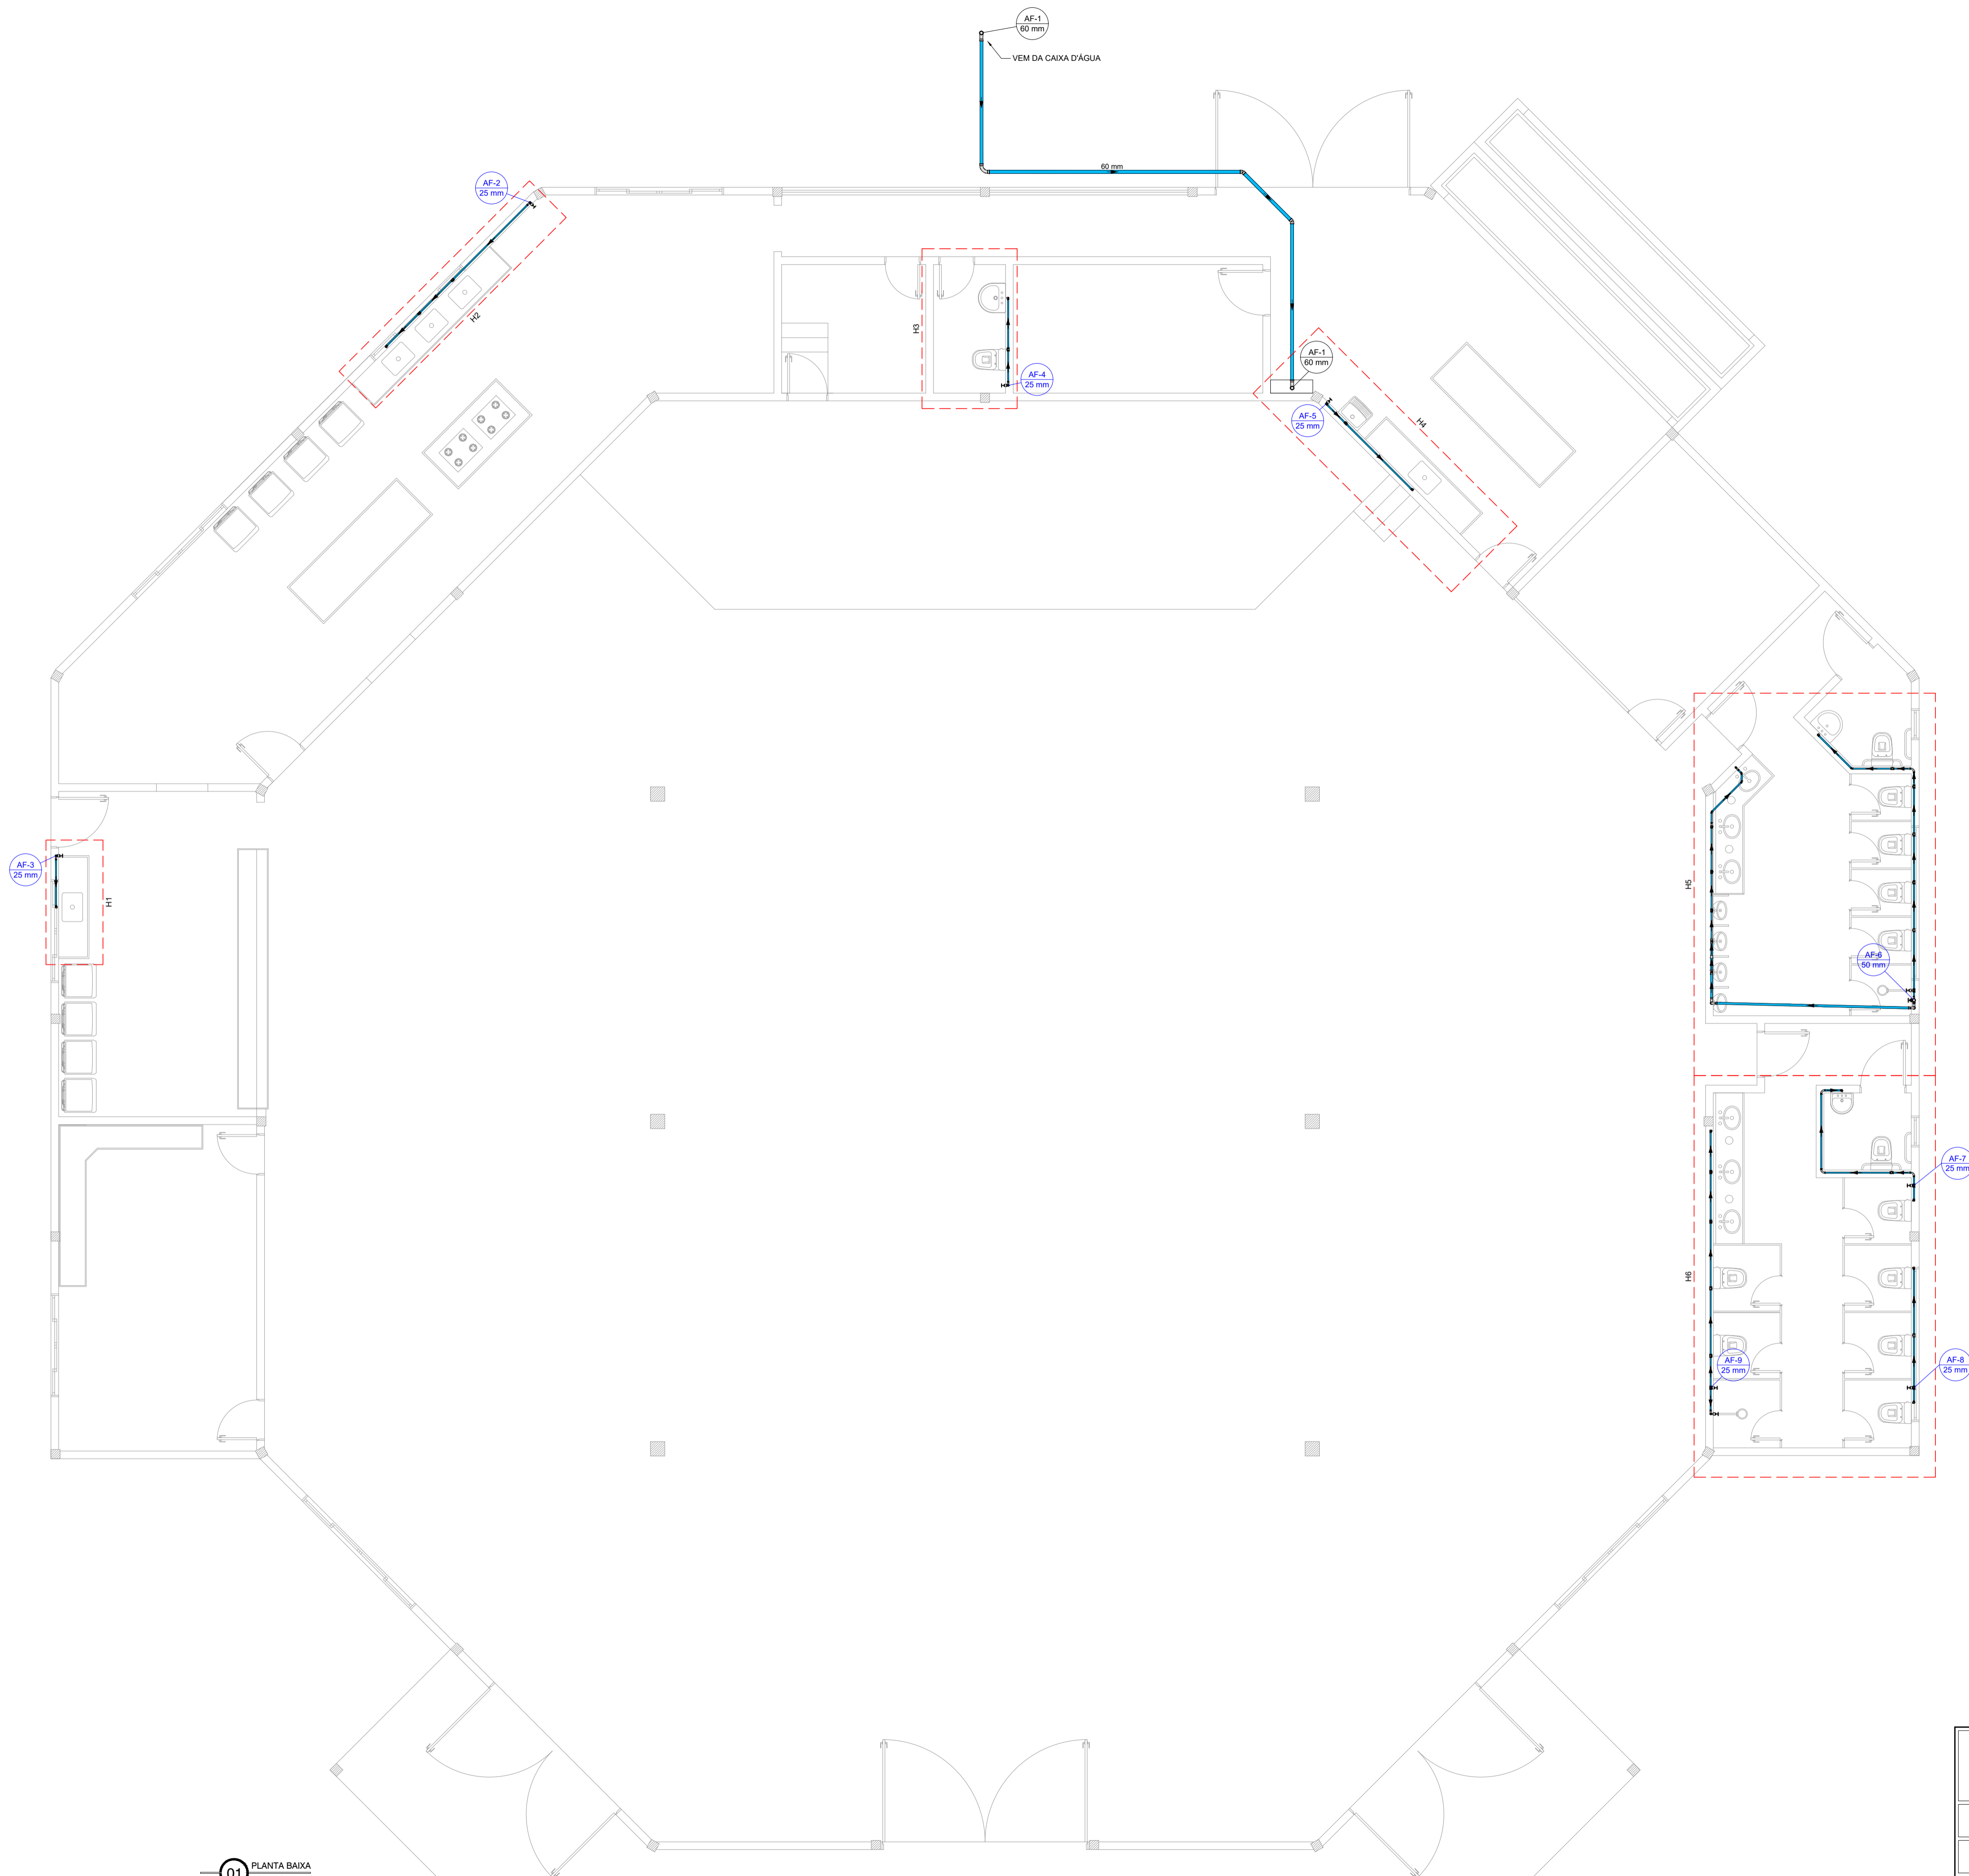 AF-1
60 mm
VEM DA CAIXA D'ÁGUA
60 mm
AF-2
25 mm
H2
H3
AF-4
25 mm
AF-1
60 mm
AF-5
25 mm
H4
AF-3
25 mm
H1
H5
AF-6
50 mm
AF-7
25 mm
H6
AF-9
25 mm
AF-8
25 mm
01
PLANTA BAIXA